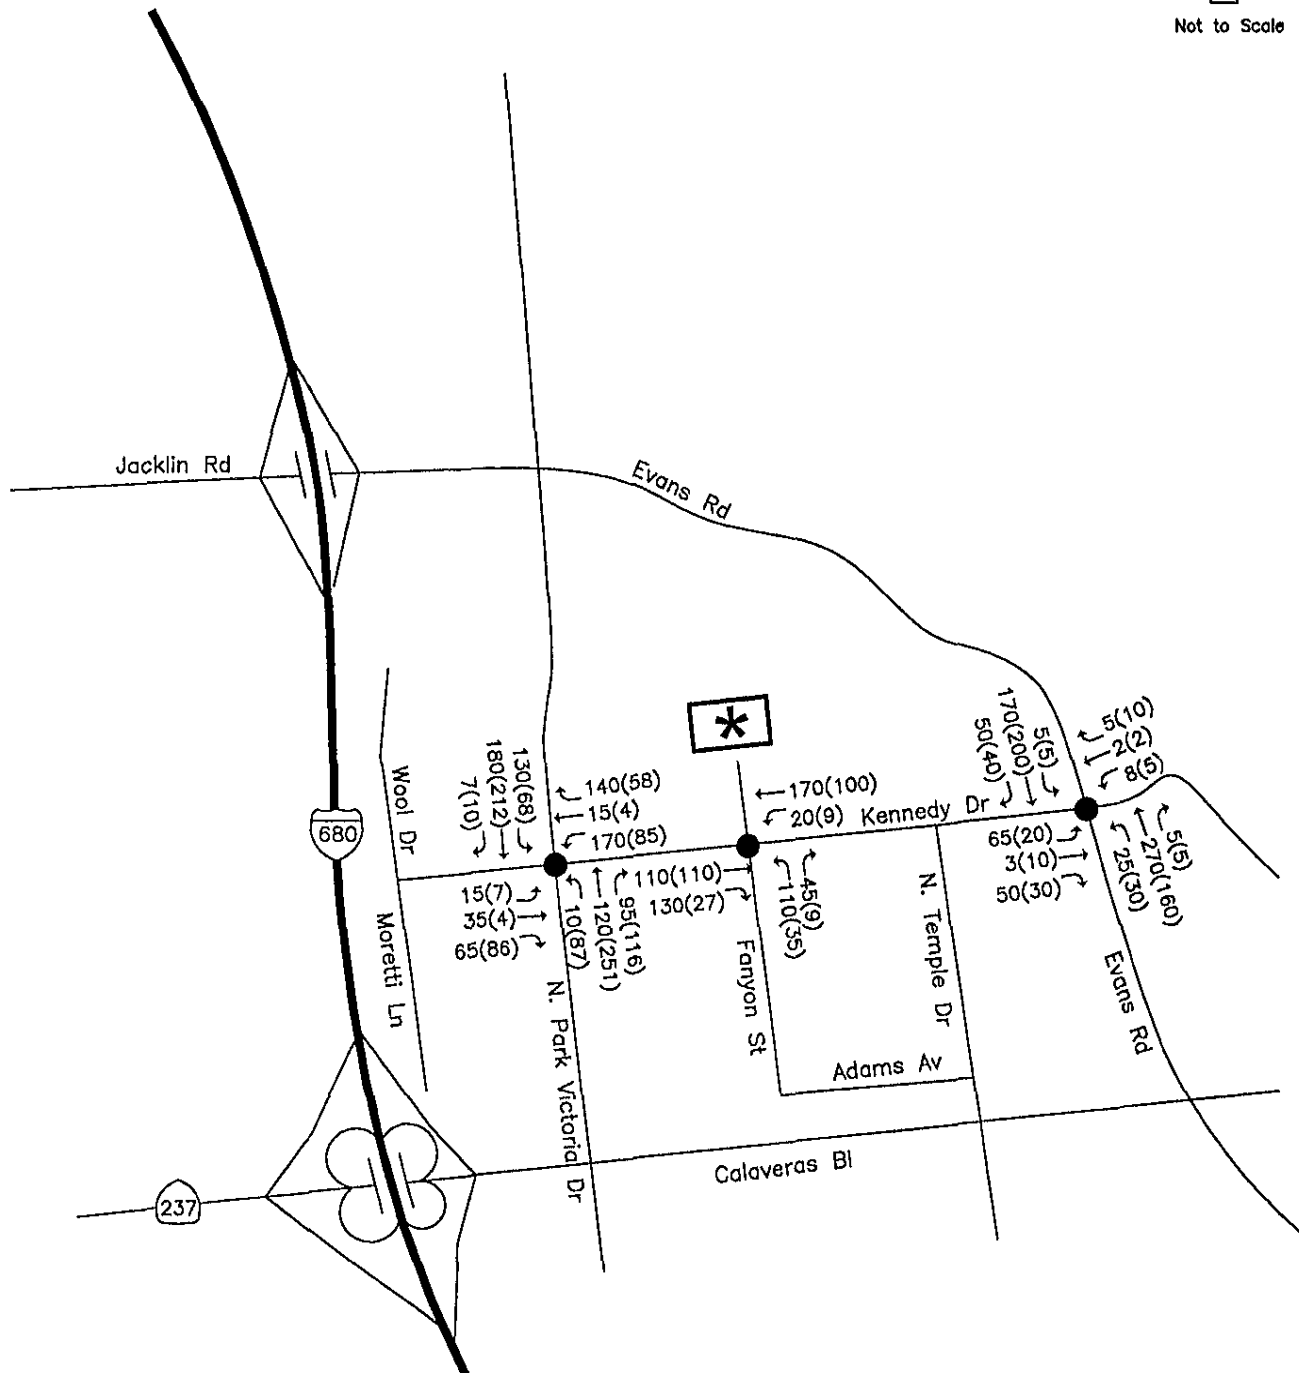 Not to Scale
Jacklin Rd
Evans Rd
Wool Dr
680
Moretti Ln
7(10)
180(212)
130(68)
140(58)
15(4)
170(85)
15(7)
35(4)
65(86)
10(87)
120(251)
95(116)
N. Park Victoria Dr
*
170(100)
20(9)
Kennedy Dr
110(110)
130(27)
110(35)
45(9)
Fanyon St
N. Temple Dr
Adams Av
50(40)
170(200)
5(5)
5(10)
2(2)
8(5)
65(20)
3(10)
50(30)
25(30)
270(160)
5(5)
Evans Rd
Calaveras Bl
237